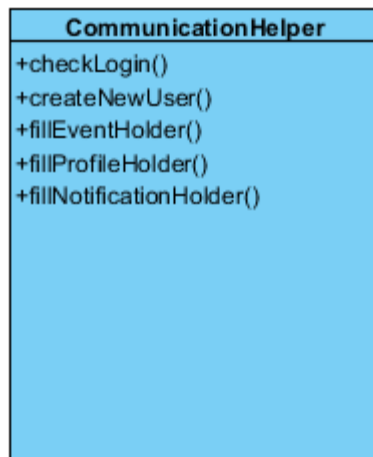 CommunicationHelper
+checkLogin()
+createNewUser()
+fillEventHolder()
+fillProfileHolder()
+fillNotificationHolder()